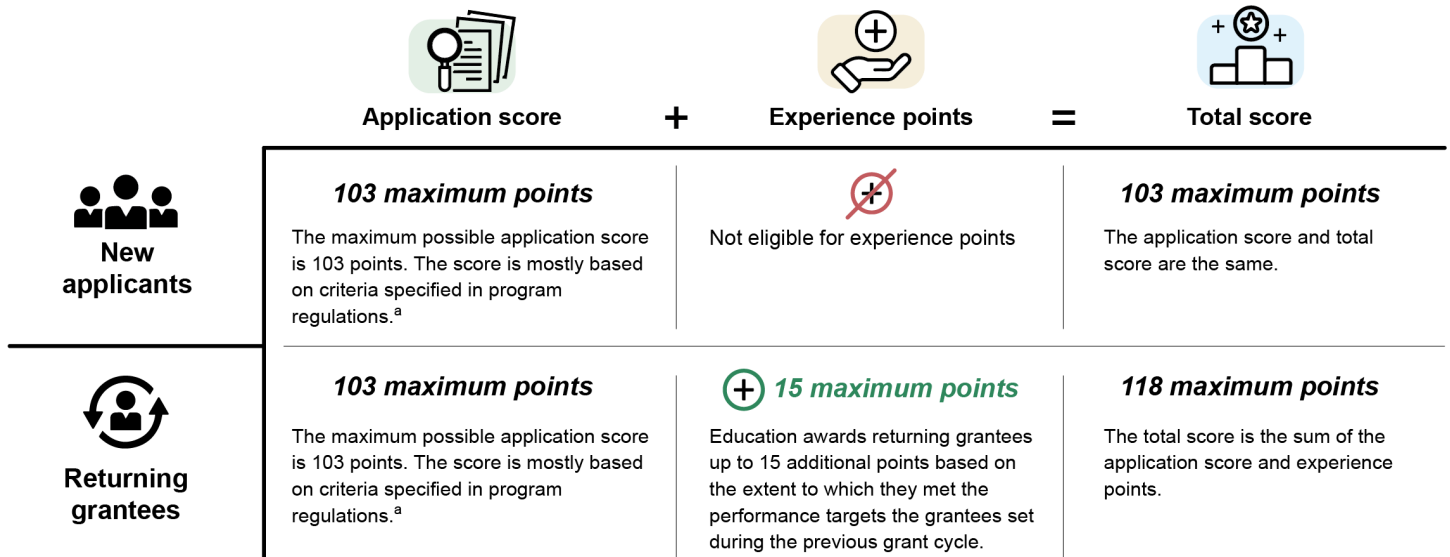 Application score + Experience points = Total score
New
applicants
103 maximum points
The maximum possible application score
is 103 points. The score is mostly based
on criteria specified in program
regulations.a
Not eligible for experience points
103 maximum points
The application score and total
score are the same.
Returning
grantees
103 maximum points
The maximum possible application score
is 103 points. The score is mostly based
on criteria specified in program
regulations.a
15 maximum points
Education awards returning grantees
up to 15 additional points based on
the extent to which they met the
performance targets the grantees set
during the previous grant cycle.
118 maximum points
The total score is the sum of the
application score and experience
points.